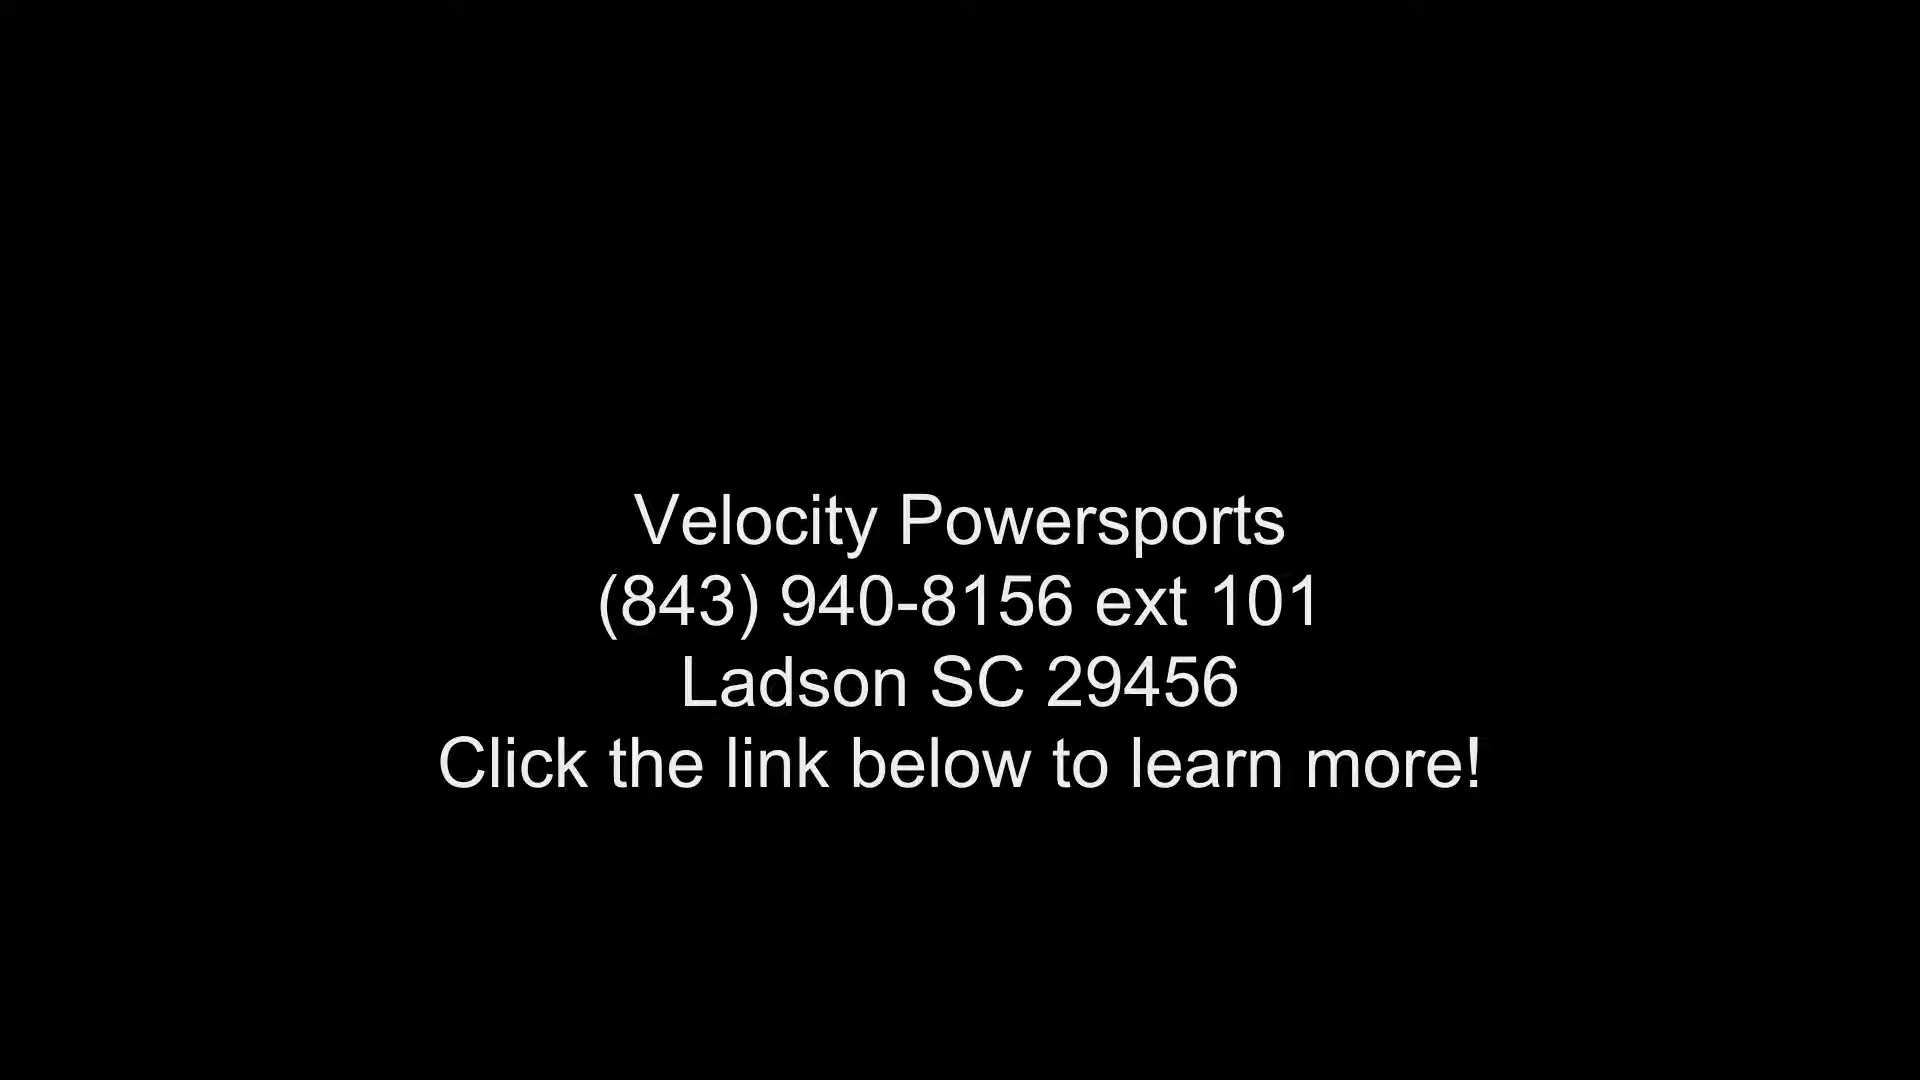 Velocity Powersports
(843) 940-8156 ext 101
Ladson SC 29456
Click the link below to learn more!